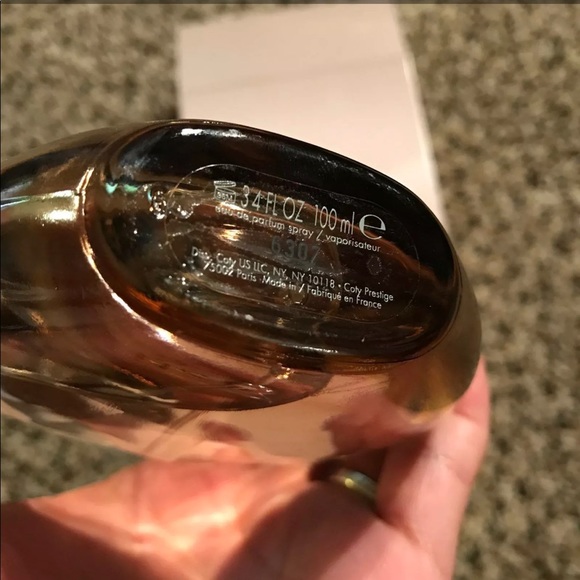 3.4 FL OZ 100 ml e
eau de parfum spray / vaporisateur
6307
Dist. Coty US LLC, NY, NY 10118 • Coty Prestige
75002 Paris • Made in / Fabriqué en France